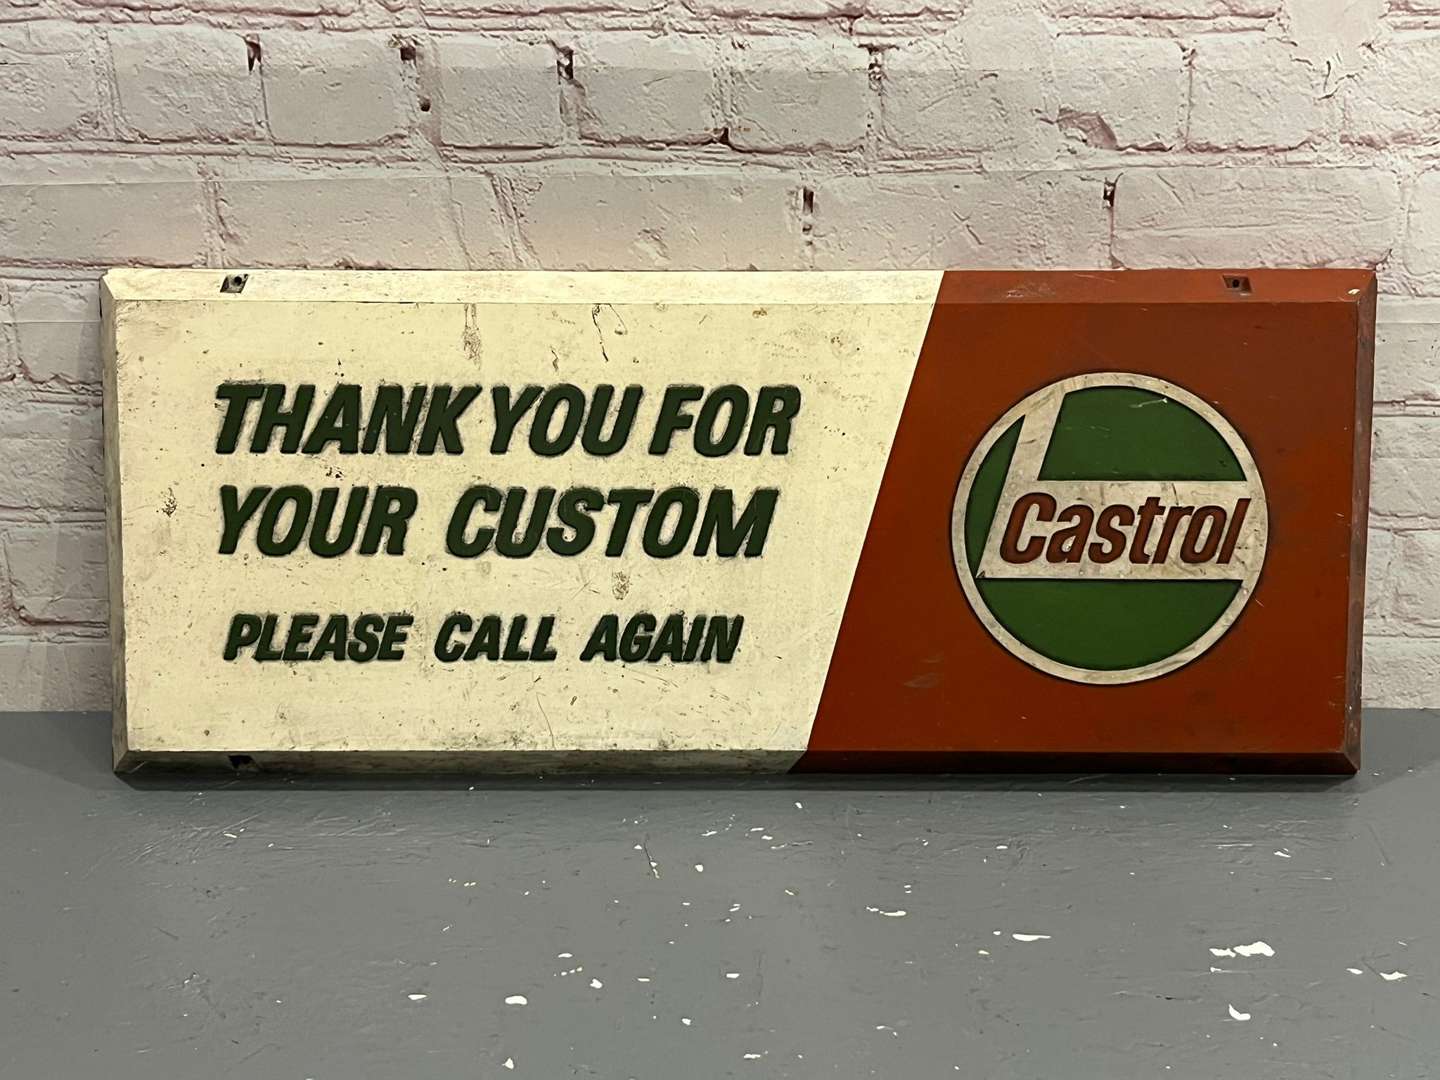 THANK YOU FOR
YOUR CUSTOM
PLEASE CALL AGAIN
Castrol